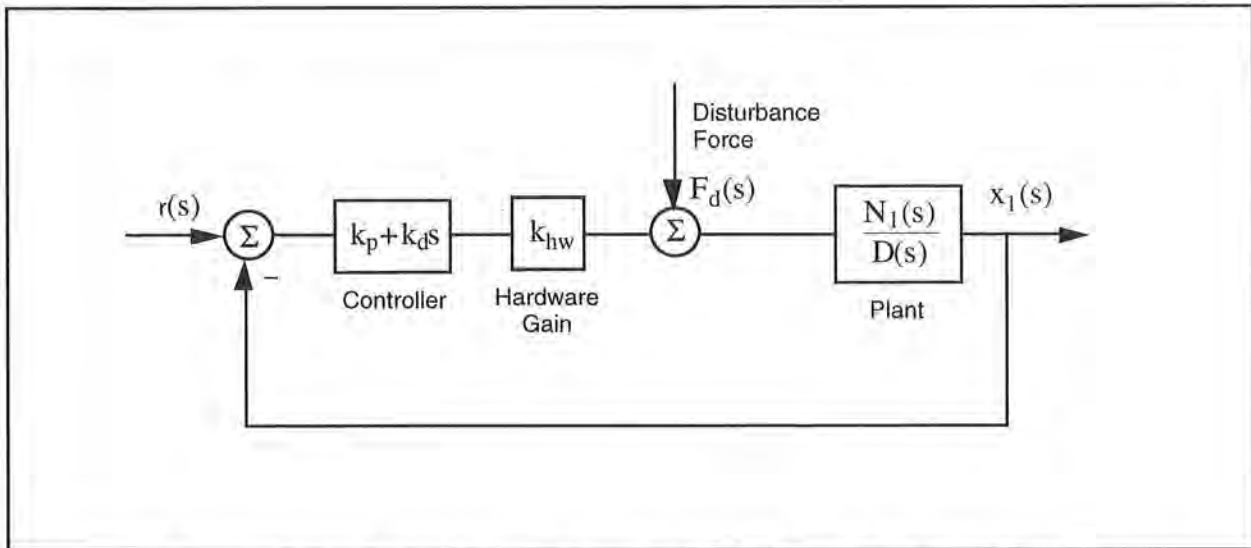 Disturbance
Force
F_d(s)
r(s)
Σ
−
k_p+k_ds
Controller
k_hw
Hardware
Gain
Σ
N_1(s)
D(s)
Plant
x_1(s)